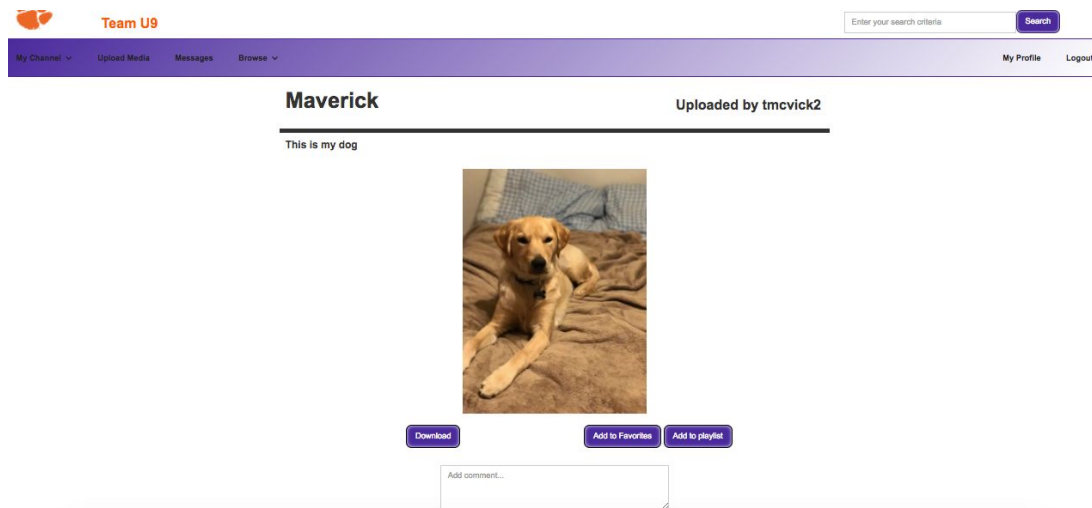 Team U9
Enter your search criteria Search
My Channel Upload Media Messages Browse My Profile Logout
Maverick Uploaded by tmcvick2
This is my dog
Download Add to Favorites Add to playlist
Add comment...